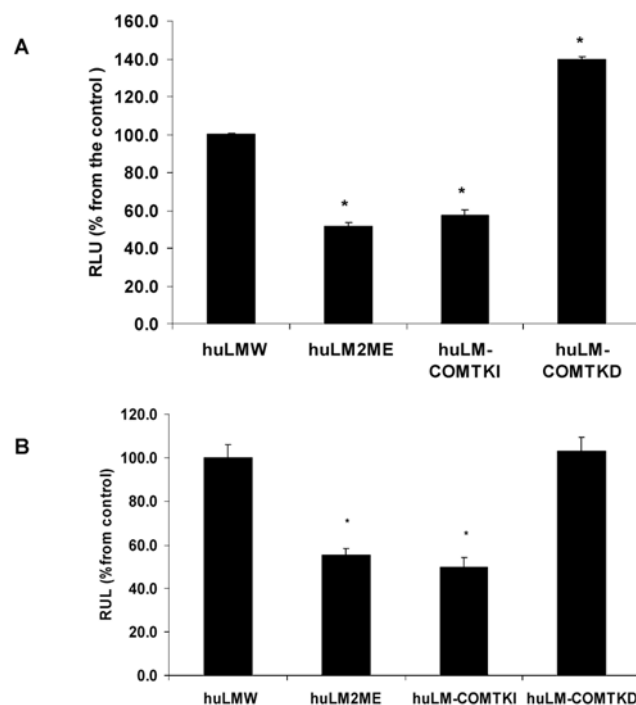 A
RLU (% from the control )
160.0
140.0
120.0
100.0
80.0
60.0
40.0
20.0
0.0
*
*
*
huLMW
huLM2ME
huLM-
COMTKI
huLM-
COMTKD
B
RUL (%from control)
120.0
100.0
80.0
60.0
40.0
20.0
0.0
*
*
huLMW
huLM2ME
huLM-COMTKI
huLM-COMTKD